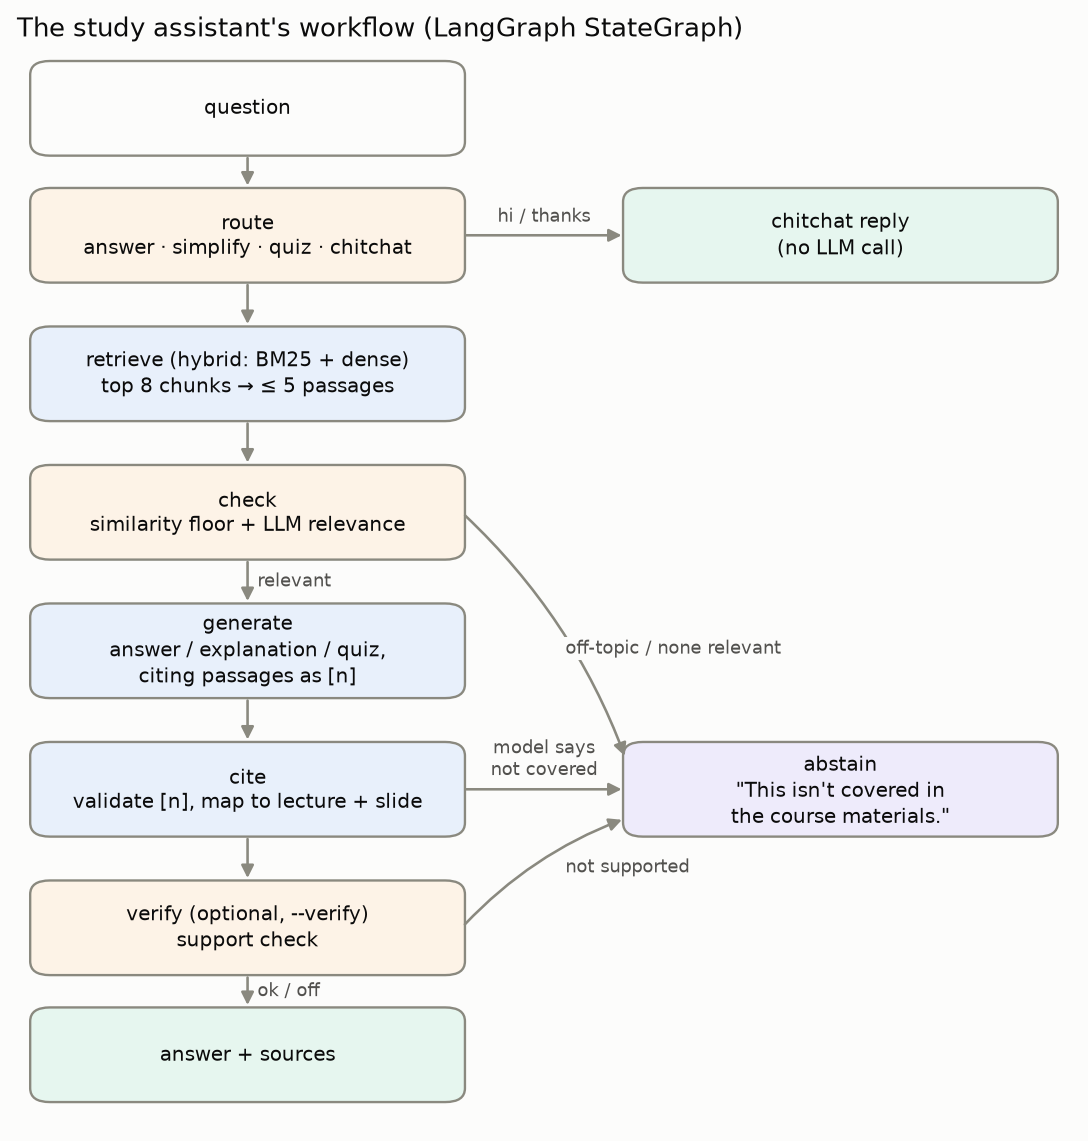 The study assistant's workflow (LangGraph StateGraph)
question
route
answer · simplify · quiz · chitchat
hi / thanks
chitchat reply
(no LLM call)
retrieve (hybrid: BM25 + dense)
top 8 chunks → ≤ 5 passages
check
similarity floor + LLM relevance
relevant
off-topic / none relevant
generate
answer / explanation / quiz,
citing passages as [n]
cite
validate [n], map to lecture + slide
model says
not covered
abstain
"This isn't covered in
the course materials."
not supported
verify (optional, --verify)
support check
ok / off
answer + sources